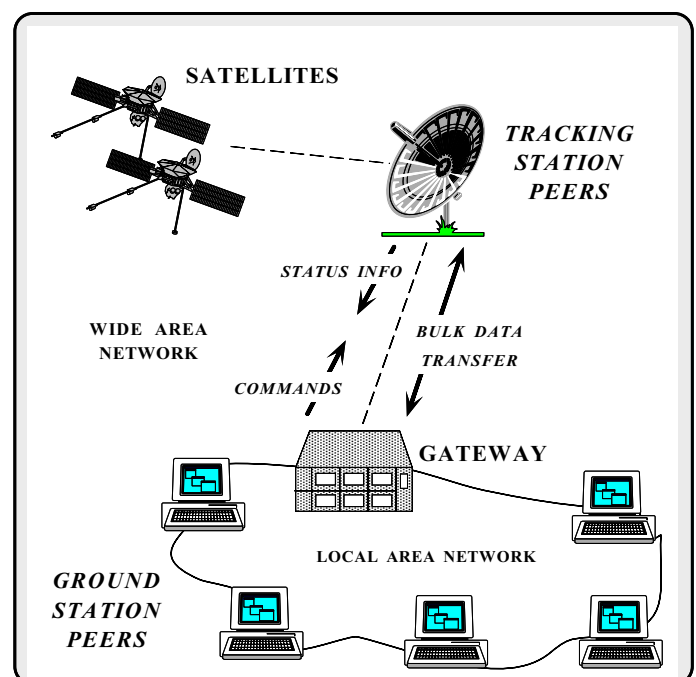 SATELLITES
TRACKING
STATION
PEERS
STATUS INFO
WIDE AREA
NETWORK
BULK DATA
TRANSFER
COMMANDS
GATEWAY
LOCAL AREA NETWORK
GROUND
STATION
PEERS